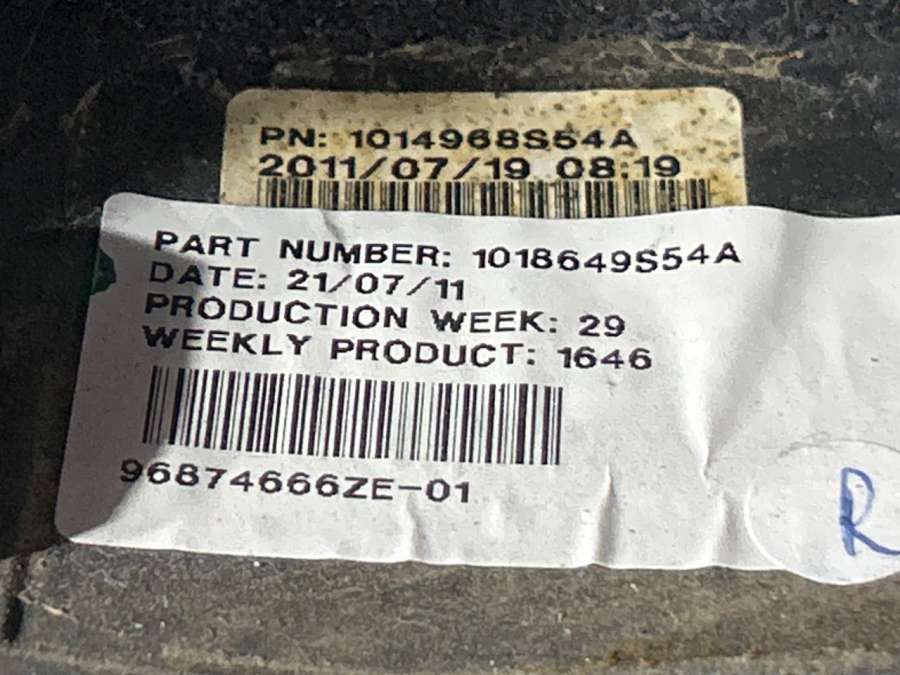 PN: 1014968S54A
2011/07/19 08:19
PART NUMBER: 1018649S54A
DATE: 21/07/11
PRODUCTION WEEK: 29
WEEKLY PRODUCT: 1646
96874666ZE-01
R